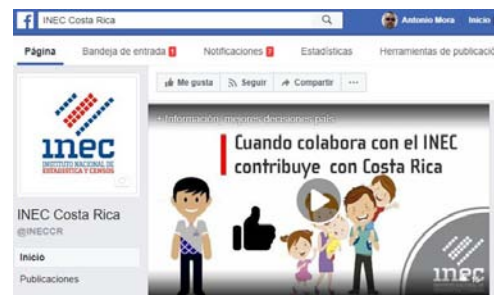 INEC Costa Rica
Antonio Mora Inicio
Página Bandeja de entrada Notificaciones Estadísticas Herramientas de publicació
Me gusta Seguir Compartir ...
+ Información, mejores decisiones país
Cuando colabora con el INEC
contribuye con Costa Rica
inec
INSTITUTO NACIONAL DE
ESTADÍSTICA Y CENSOS
INEC Costa Rica
@INECCR
Inicio
Publicaciones
inec